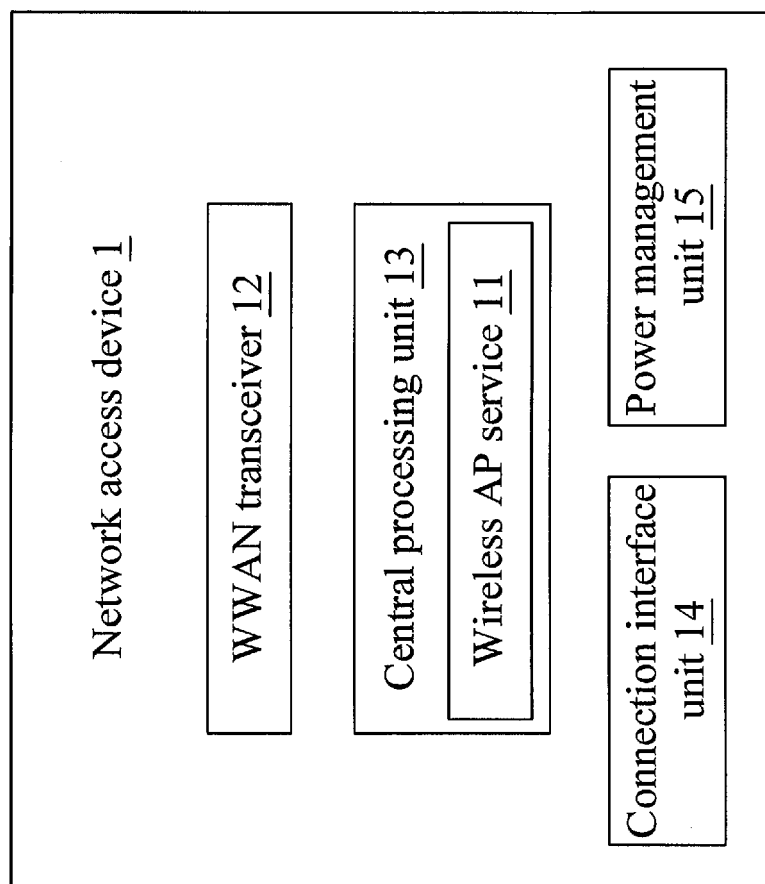 Network access device 1
WWAN transceiver 12
Central processing unit 13
Wireless AP service 11
Connection interface
unit 14
Power management
unit 15